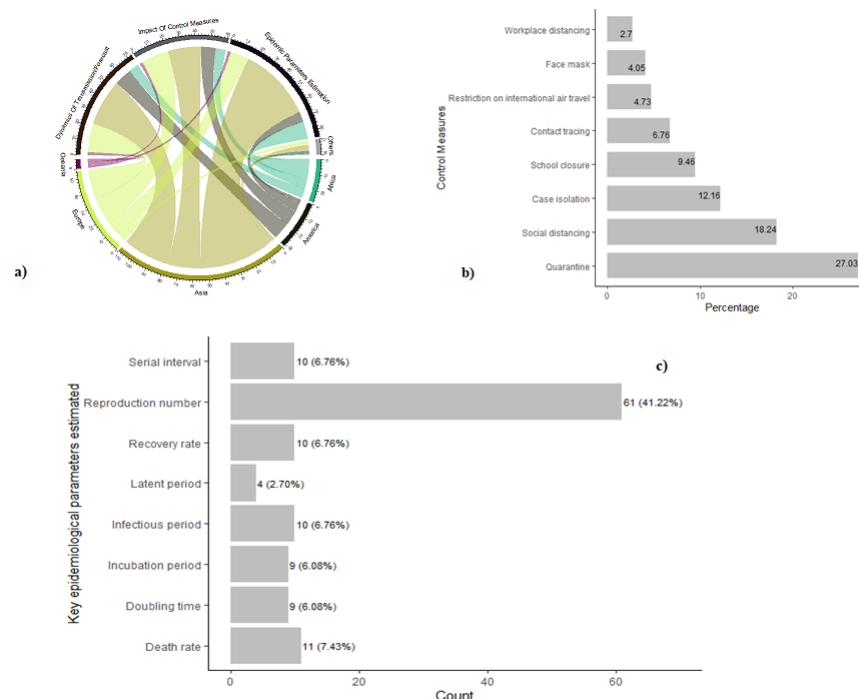 Impact Of Control Measures
Epidemic Parameters Estimation
Others
Africa
America
Asia
Europe
Oceania
Dynamics Of Transmission/Forecast
a)
Control Measures
Workplace distancing
2.7
Face mask
4.05
Restriction on international air travel
4.73
Contact tracing
6.76
School closure
9.46
Case isolation
12.16
Social distancing
18.24
Quarantine
27.03
0 10 20
Percentage
b)
c)
Key epidemiological parameters estimated
Serial interval 10 (6.76%)
Reproduction number 61 (41.22%)
Recovery rate 10 (6.76%)
Latent period 4 (2.70%)
Infectious period 10 (6.76%)
Incubation period 9 (6.08%)
Doubling time 9 (6.08%)
Death rate 11 (7.43%)
0 20 40 60
Count